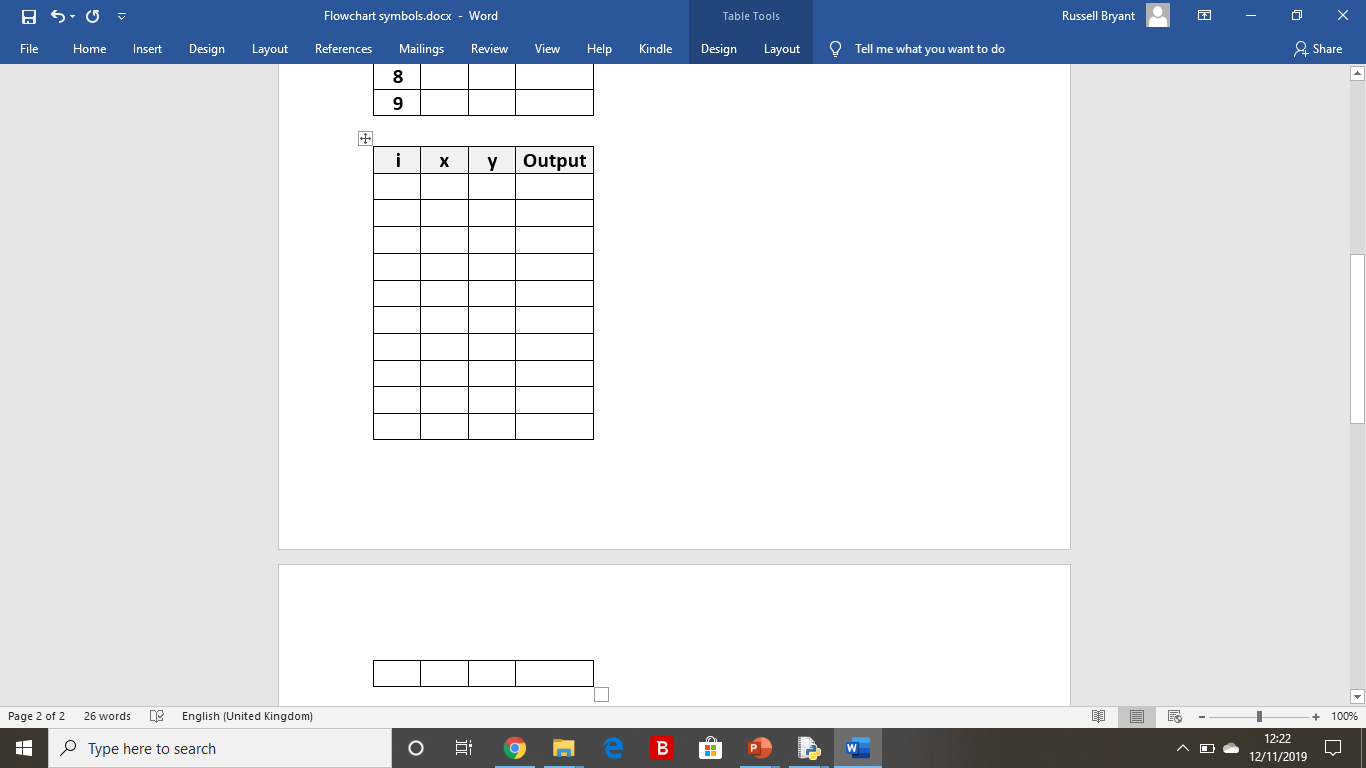 Flowchart symbols.docx - Word
Table Tools
Russell Bryant
File Home Insert Design Layout References Mailings Review View Help Kindle Design Layout Tell me what you want to do Share
8
9
i x y Output
Page 2 of 2 26 words English (United Kingdom) 100%
Type here to search
B
P
W
12:22
12/11/2019